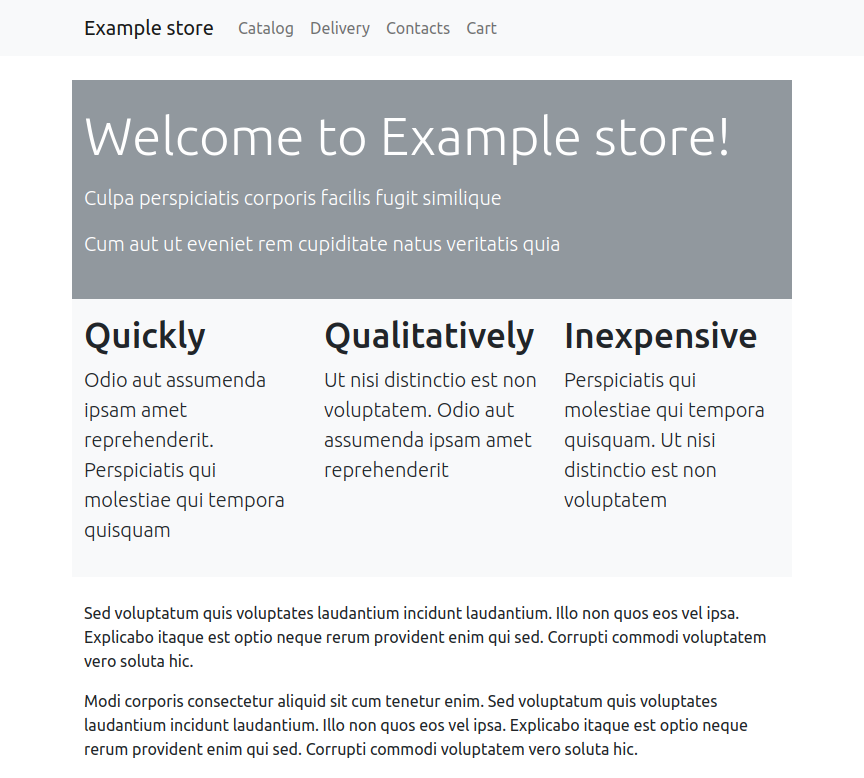 Example store Catalog Delivery Contacts Cart
Welcome to Example store!
Culpa perspiciatis corporis facilis fugit similique
Cum aut ut eveniet rem cupiditate natus veritatis quia
Quickly
Odio aut assumenda
ipsam amet
reprehenderit.
Perspiciatis qui
molestiae qui tempora
quisquam
Qualitatively
Ut nisi distinctio est non
voluptatem. Odio aut
assumenda ipsam amet
reprehenderit
Inexpensive
Perspiciatis qui
molestiae qui tempora
quisquam. Ut nisi
distinctio est non
voluptatem
Sed voluptatum quis voluptates laudantium incidunt laudantium. Illo non quos eos vel ipsa.
Explicabo itaque est optio neque rerum provident enim qui sed. Corrupti commodi voluptatem
vero soluta hic.
Modi corporis consectetur aliquid sit cum tenetur enim. Sed voluptatum quis voluptates
laudantium incidunt laudantium. Illo non quos eos vel ipsa. Explicabo itaque est optio neque
rerum provident enim qui sed. Corrupti commodi voluptatem vero soluta hic.